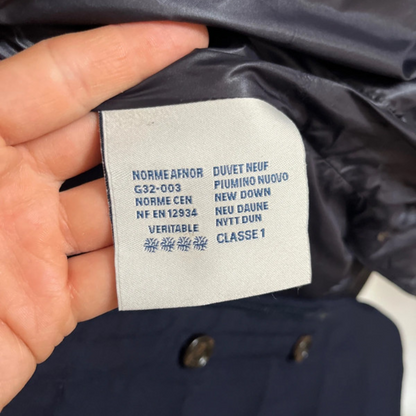 NORME AFNOR
G32-003
NORME CEN
NF EN 12934
VERITABLE
DUVET NEUF
PIUMINO NUOVO
NEW DOWN
NEU DAUNE
NYTT DUN
CLASSE 1